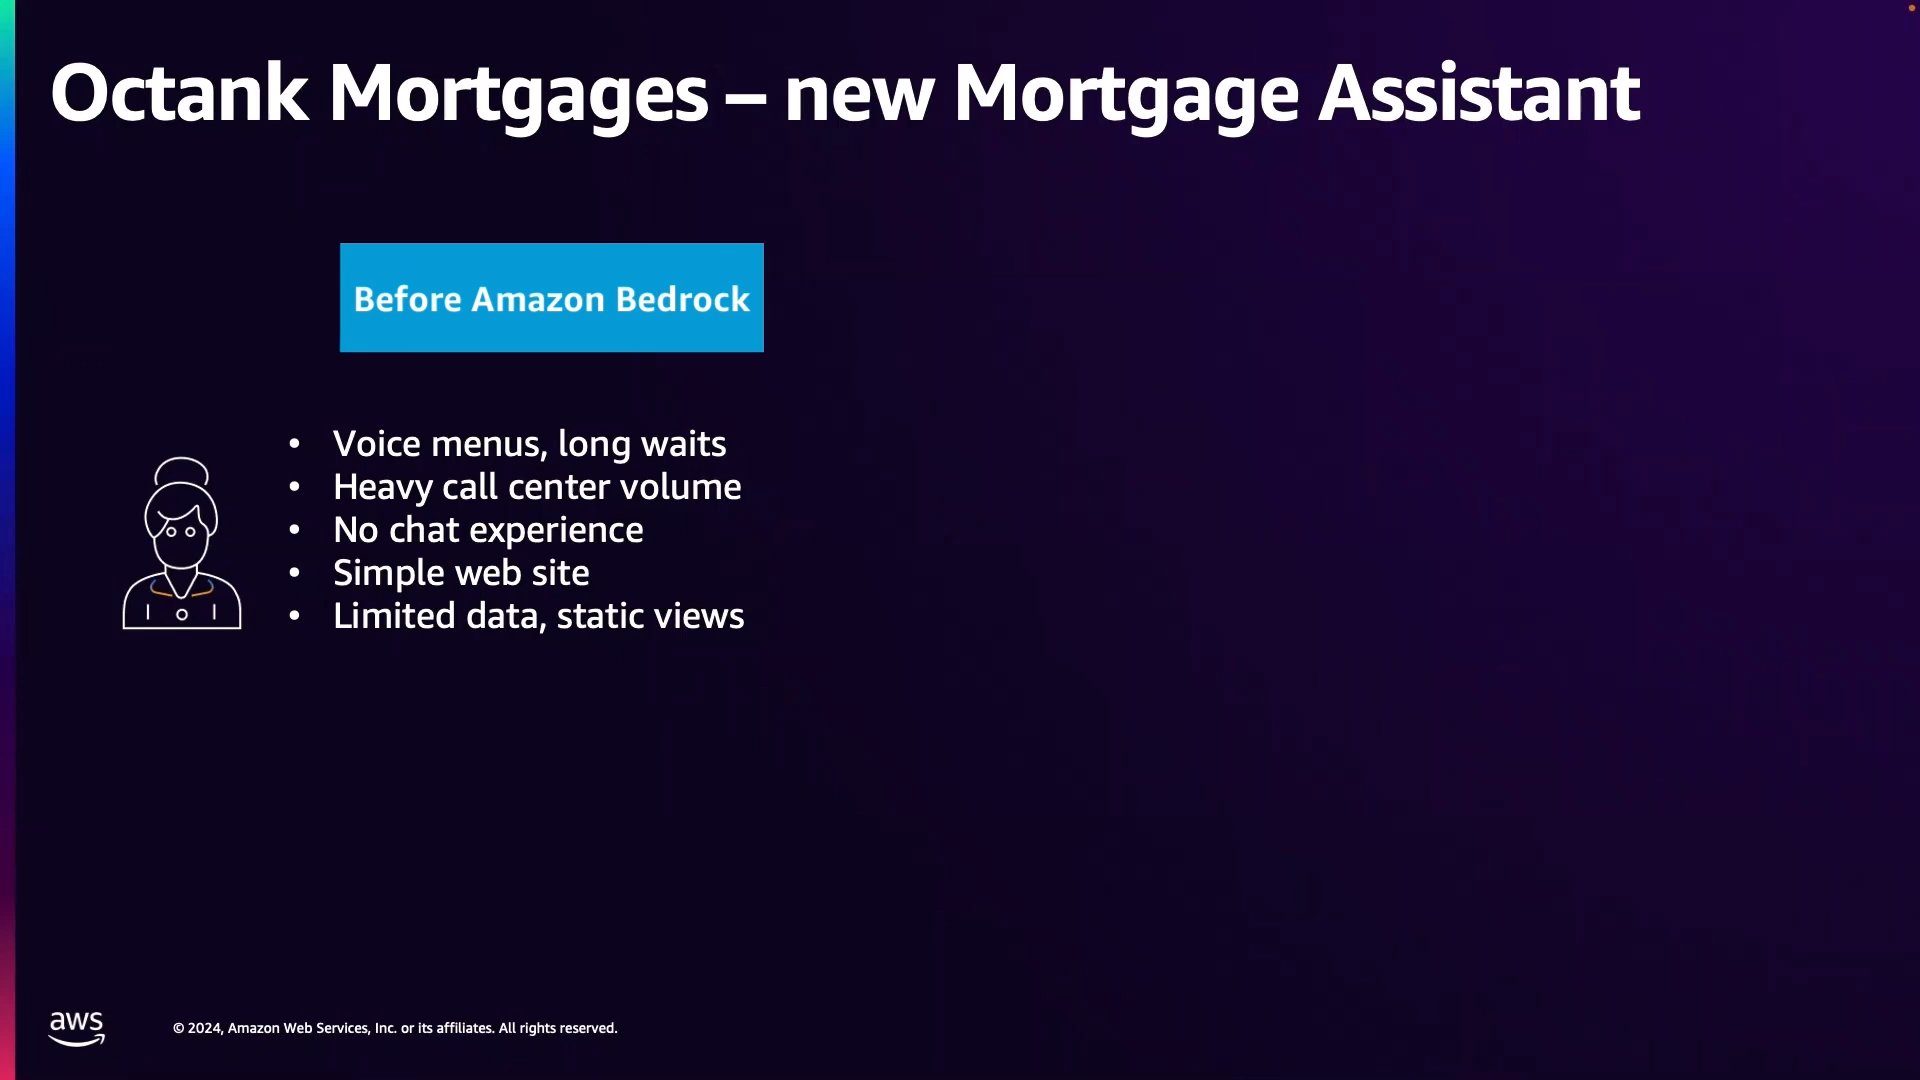 Octank Mortgages – new Mortgage Assistant
Before Amazon Bedrock
• Voice menus, long waits
• Heavy call center volume
• No chat experience
• Simple web site
• Limited data, static views
aws
© 2024, Amazon Web Services, Inc. or its affiliates. All rights reserved.